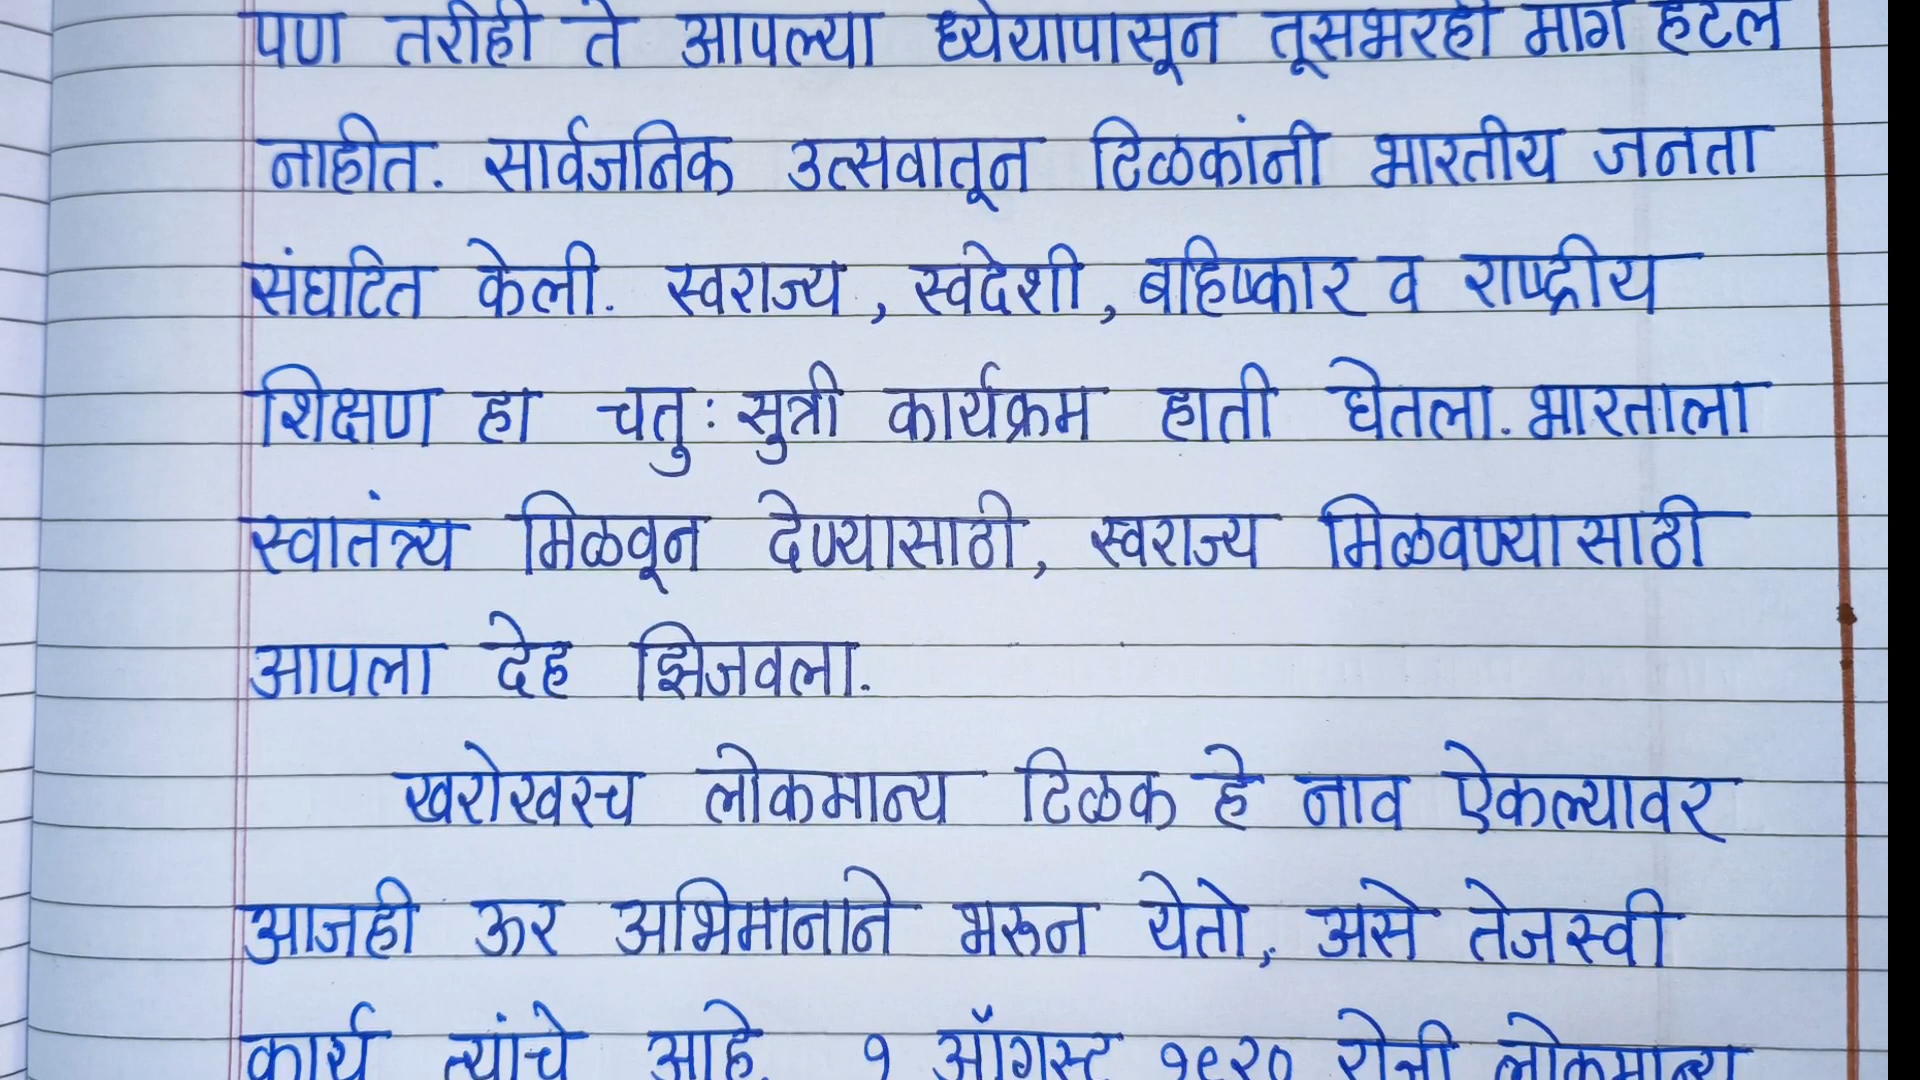 पण तरीही ते आपल्या ध्येयापासून तूसभरही मागे हटले
नाहीत. सार्वजनिक उत्सवातून टिळकांनी भारतीय जनता
संघटित केली. स्वराज्य, स्वदेशी, बहिष्कार व राष्ट्रीय
शिक्षण हा चतु: सुत्री कार्यक्रम हाती घेतला. भारताला
स्वातंत्र्य मिळवून देण्यासाठी, स्वराज्य मिळवण्यासाठी
आपला देह झिजवला.
खरोखरच लोकमान्य टिळक हे नाव ऐकल्यावर
आजही ऊर अभिमानाने भरून येतो, असे तेजस्वी
कार्य त्यांचे आहे. १ ऑगस्ट १९२० रोजी लोकमान्य